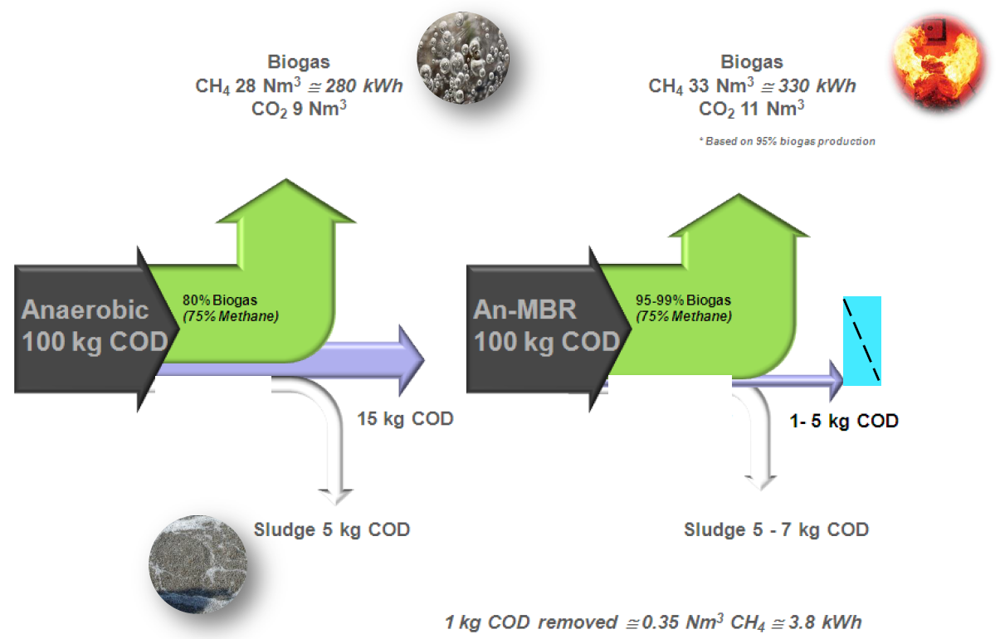 Biogas
CH₄ 28 Nm³ ≅ 280 kWh
CO₂ 9 Nm³
Biogas
CH₄ 33 Nm³ ≅ 330 kWh
CO₂ 11 Nm³
* Based on 95% biogas production
Anaerobic
100 kg COD
80% Biogas
(75% Methane)
15 kg COD
Sludge 5 kg COD
An-MBR
100 kg COD
95-99% Biogas
(75% Methane)
1- 5 kg COD
Sludge 5 - 7 kg COD
1 kg COD removed ≅ 0.35 Nm³ CH₄ ≅ 3.8 kWh